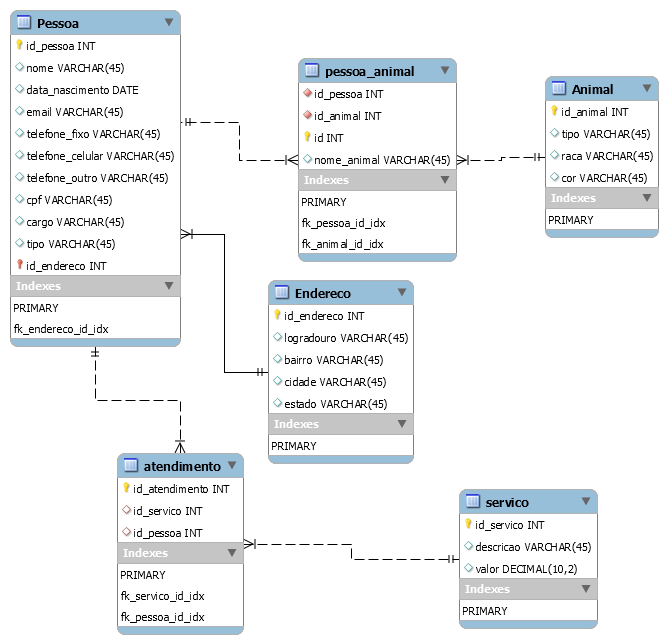 Pessoa
id_pessoa INT
nome VARCHAR(45)
data_nascimento DATE
email VARCHAR(45)
telefone_fixo VARCHAR(45)
telefone_celular VARCHAR(45)
telefone_outro VARCHAR(45)
cpf VARCHAR(45)
cargo VARCHAR(45)
tipo VARCHAR(45)
id_endereco INT
Indexes
PRIMARY
fk_endereco_id_idx
pessoa_animal
id_pessoa INT
id_animal INT
id INT
nome_animal VARCHAR(45)
Indexes
PRIMARY
fk_pessoa_id_idx
fk_animal_id_idx
Animal
id_animal INT
tipo VARCHAR(45)
raca VARCHAR(45)
cor VARCHAR(45)
Indexes
PRIMARY
Endereco
id_endereco INT
logradouro VARCHAR(45)
bairro VARCHAR(45)
cidade VARCHAR(45)
estado VARCHAR(45)
Indexes
PRIMARY
atendimento
id_atendimento INT
id_servico INT
id_pessoa INT
Indexes
PRIMARY
fk_servico_id_idx
fk_pessoa_id_idx
servico
id_servico INT
descricao VARCHAR(45)
valor DECIMAL(10,2)
Indexes
PRIMARY